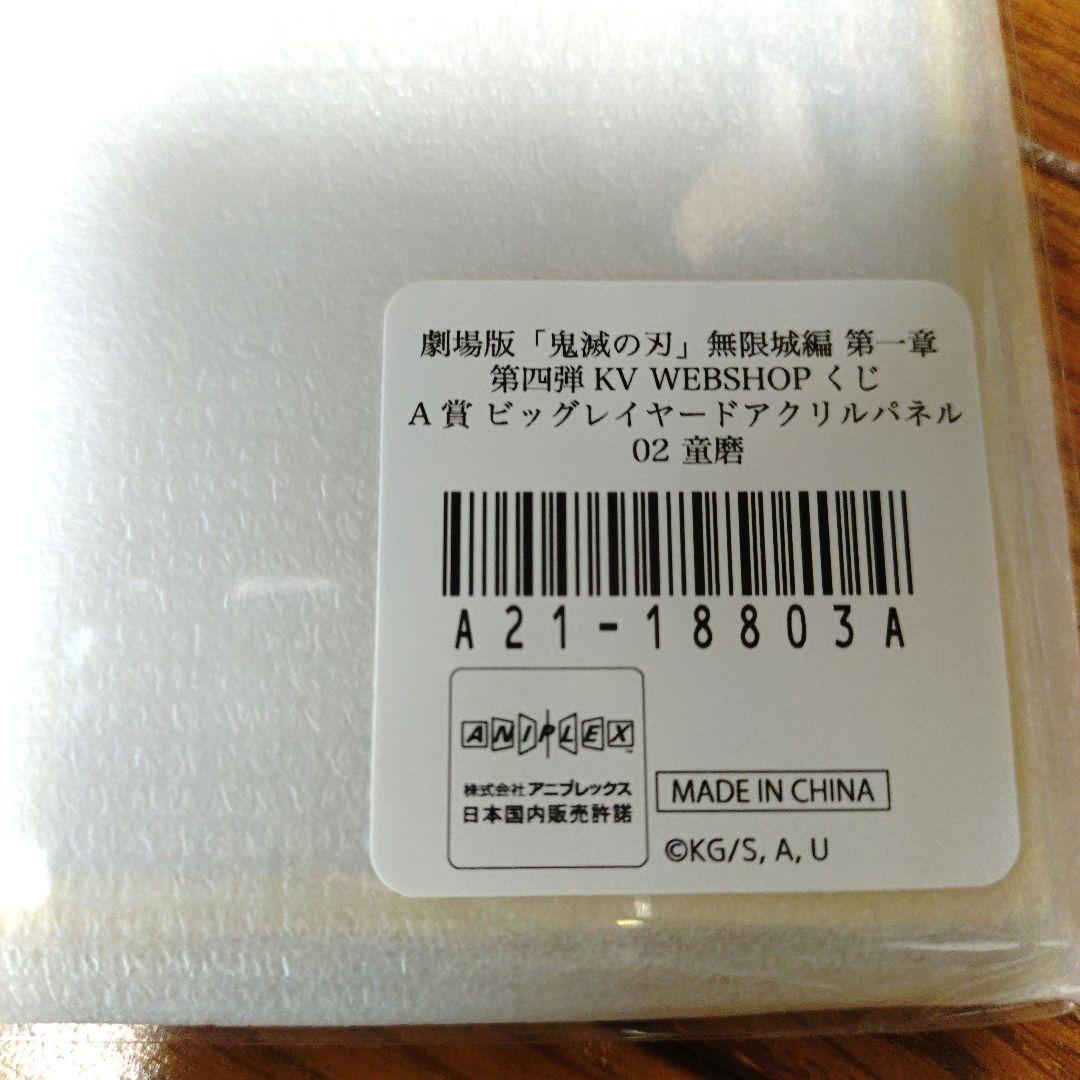 劇場版「鬼滅の刃」無限城編 第一章
第四弾 KV WEBSHOP くじ
A 賞 ビッグレイヤードアクリルパネル
02 童磨
A21-18803A
ANIPLEX
株式会社アニプレックス
日本国内販売許諾
MADE IN CHINA
©KG/S, A, U